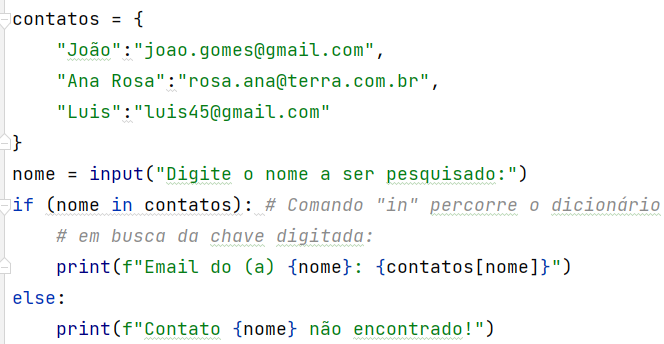 contatos = {
    "João":"joao.gomes@gmail.com",
    "Ana Rosa":"rosa.ana@terra.com.br",
    "Luis":"luis45@gmail.com"
}
nome = input("Digite o nome a ser pesquisado:")
if (nome in contatos): # Comando "in" percorre o dicionário
    # em busca da chave digitada:
    print(f"Email do (a) {nome}: {contatos[nome]}")
else:
    print(f"Contato {nome} não encontrado!")